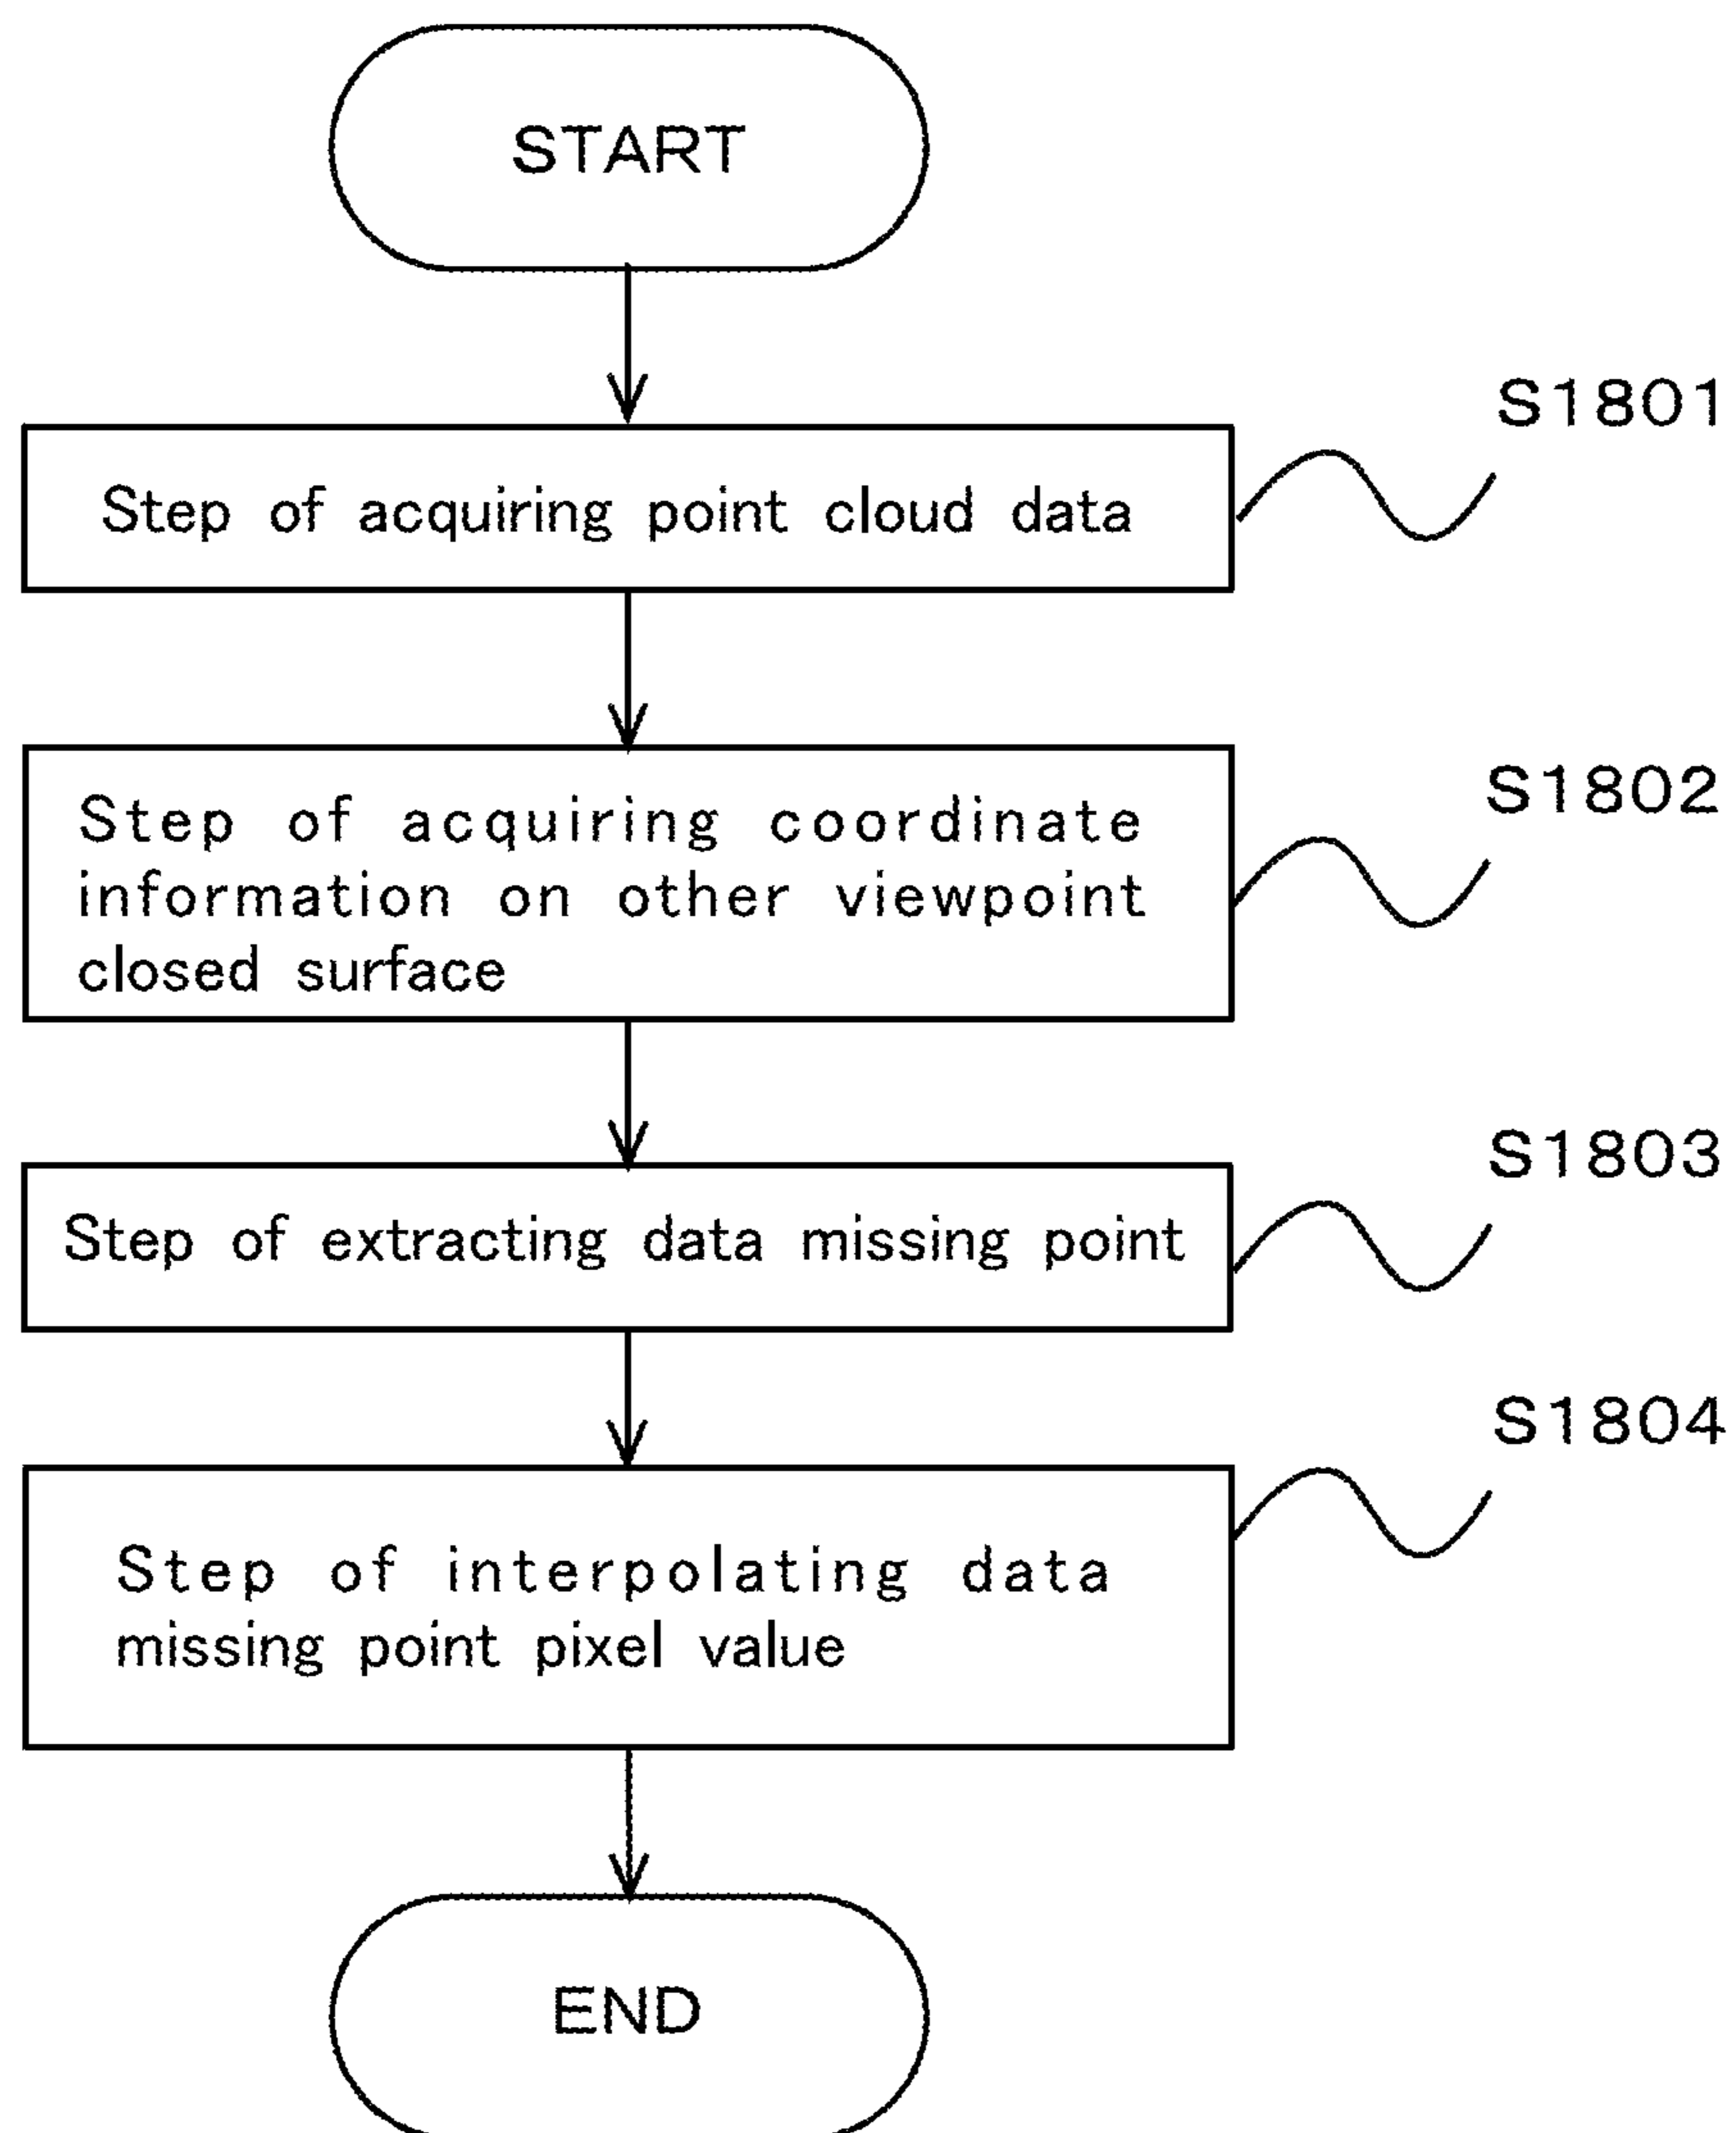 START
S1801
Step of acquiring point cloud data
S1802
Step of acquiring coordinate
information on other viewpoint
closed surface
S1803
Step of extracting data missing point
S1804
Step of interpolating data
missing point pixel value
END